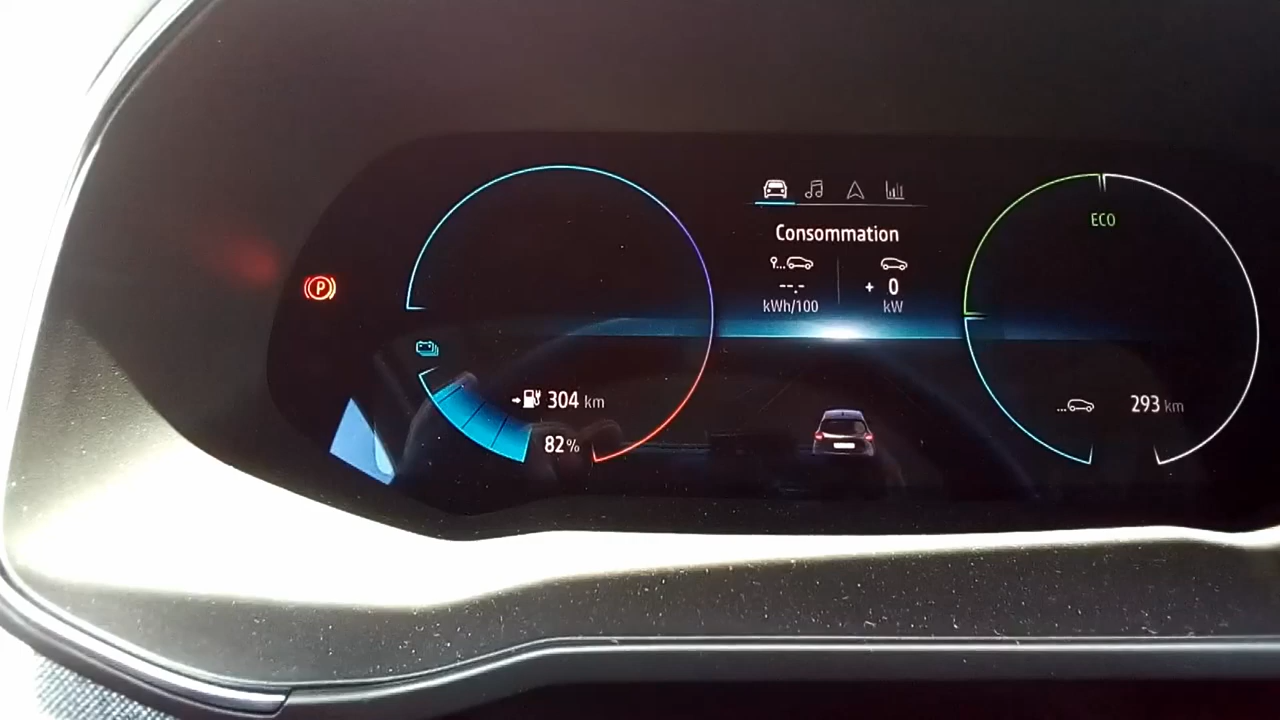 Consommation
--.-
kWh/100
+ 0
kW
ECO
P
304 km
82%
293 km